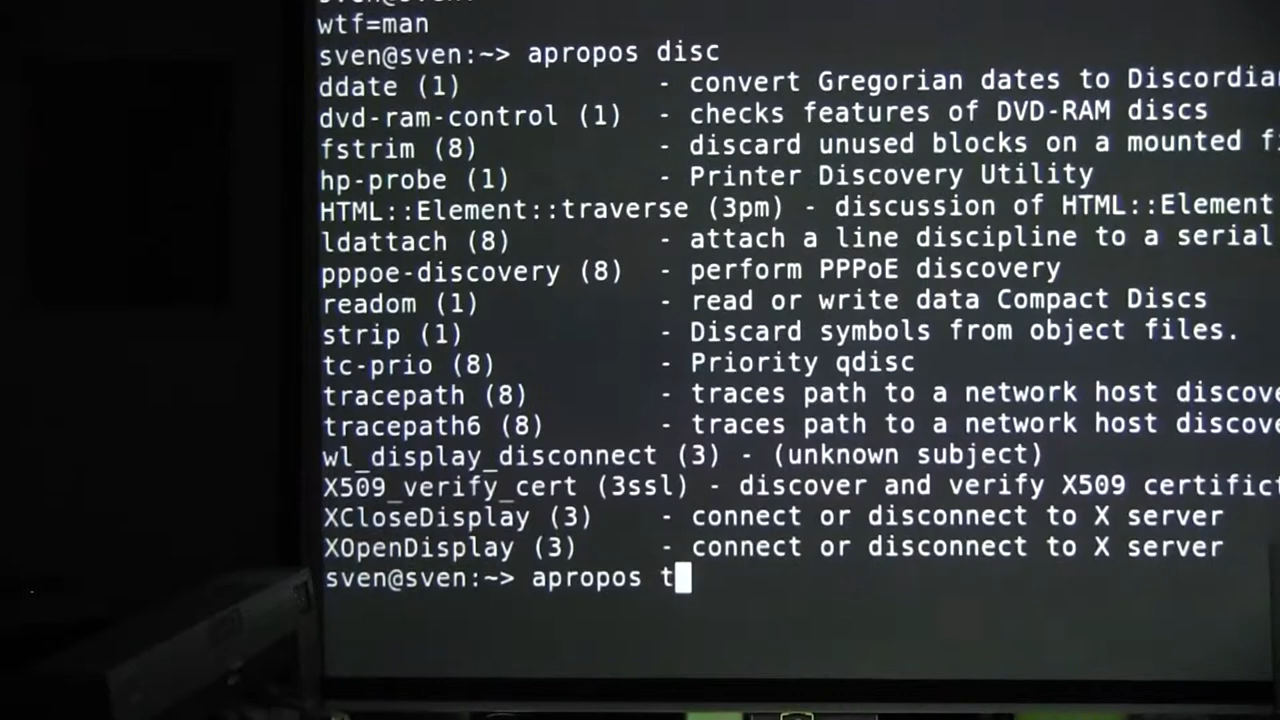 wtf=man
sven@sven:~> apropos disc
ddate (1) - convert Gregorian dates to Discordian
dvd-ram-control (1) - checks features of DVD-RAM discs
fstrim (8) - discard unused blocks on a mounted fi
hp-probe (1) - Printer Discovery Utility
HTML::Element::traverse (3pm) - discussion of HTML::Element
ldattach (8) - attach a line discipline to a serial
pppoe-discovery (8) - perform PPPoE discovery
readom (1) - read or write data Compact Discs
strip (1) - Discard symbols from object files.
tc-prio (8) - Priority qdisc
tracepath (8) - traces path to a network host discove
tracepath6 (8) - traces path to a network host discove
wl_display_disconnect (3) - (unknown subject)
X509_verify_cert (3ssl) - discover and verify X509 certifict
XCloseDisplay (3) - connect or disconnect to X server
XOpenDisplay (3) - connect or disconnect to X server
sven@sven:~> apropos t